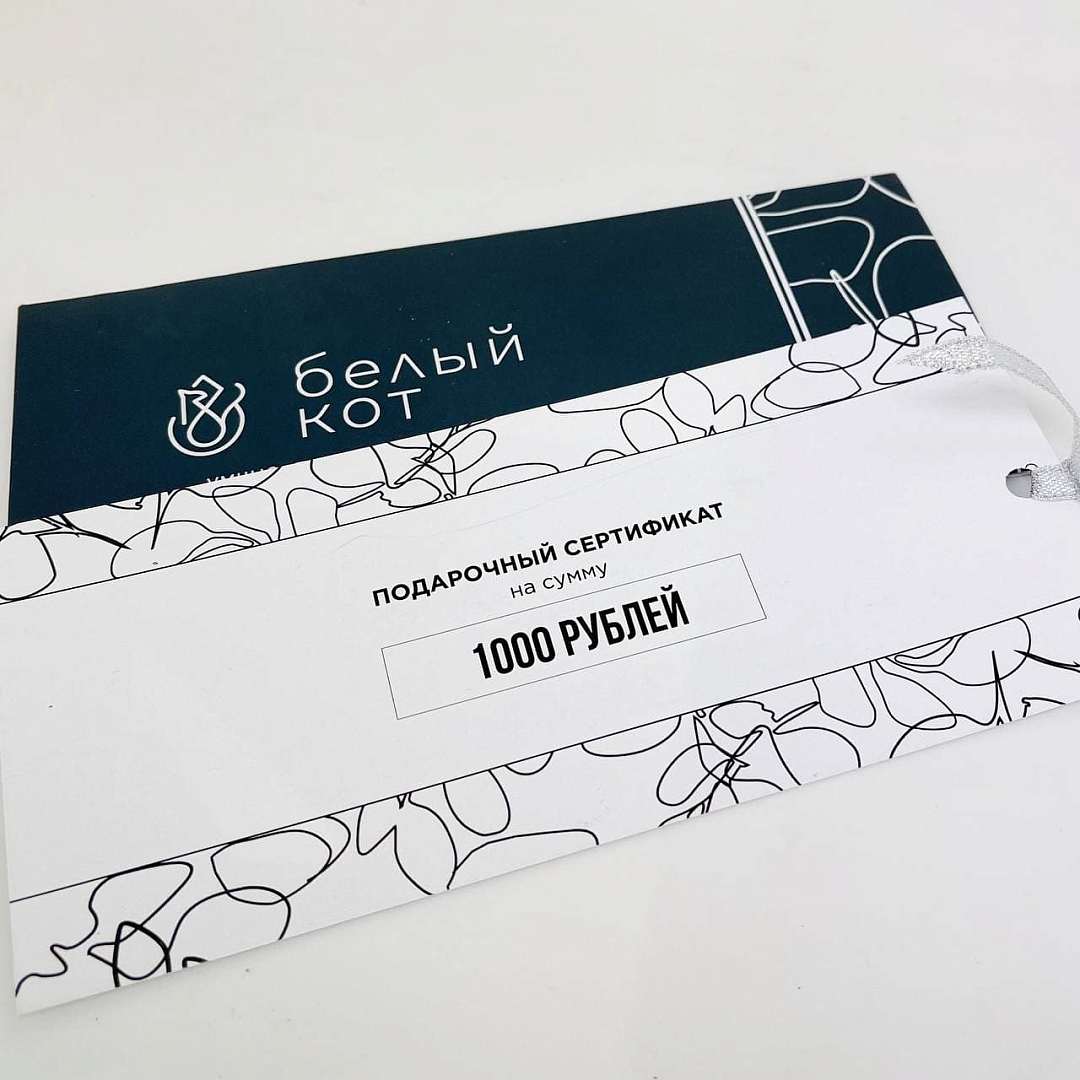 белый
кот
ПОДАРОЧНЫЙ СЕРТИФИКАТ
на сумму
1000 РУБЛЕЙ